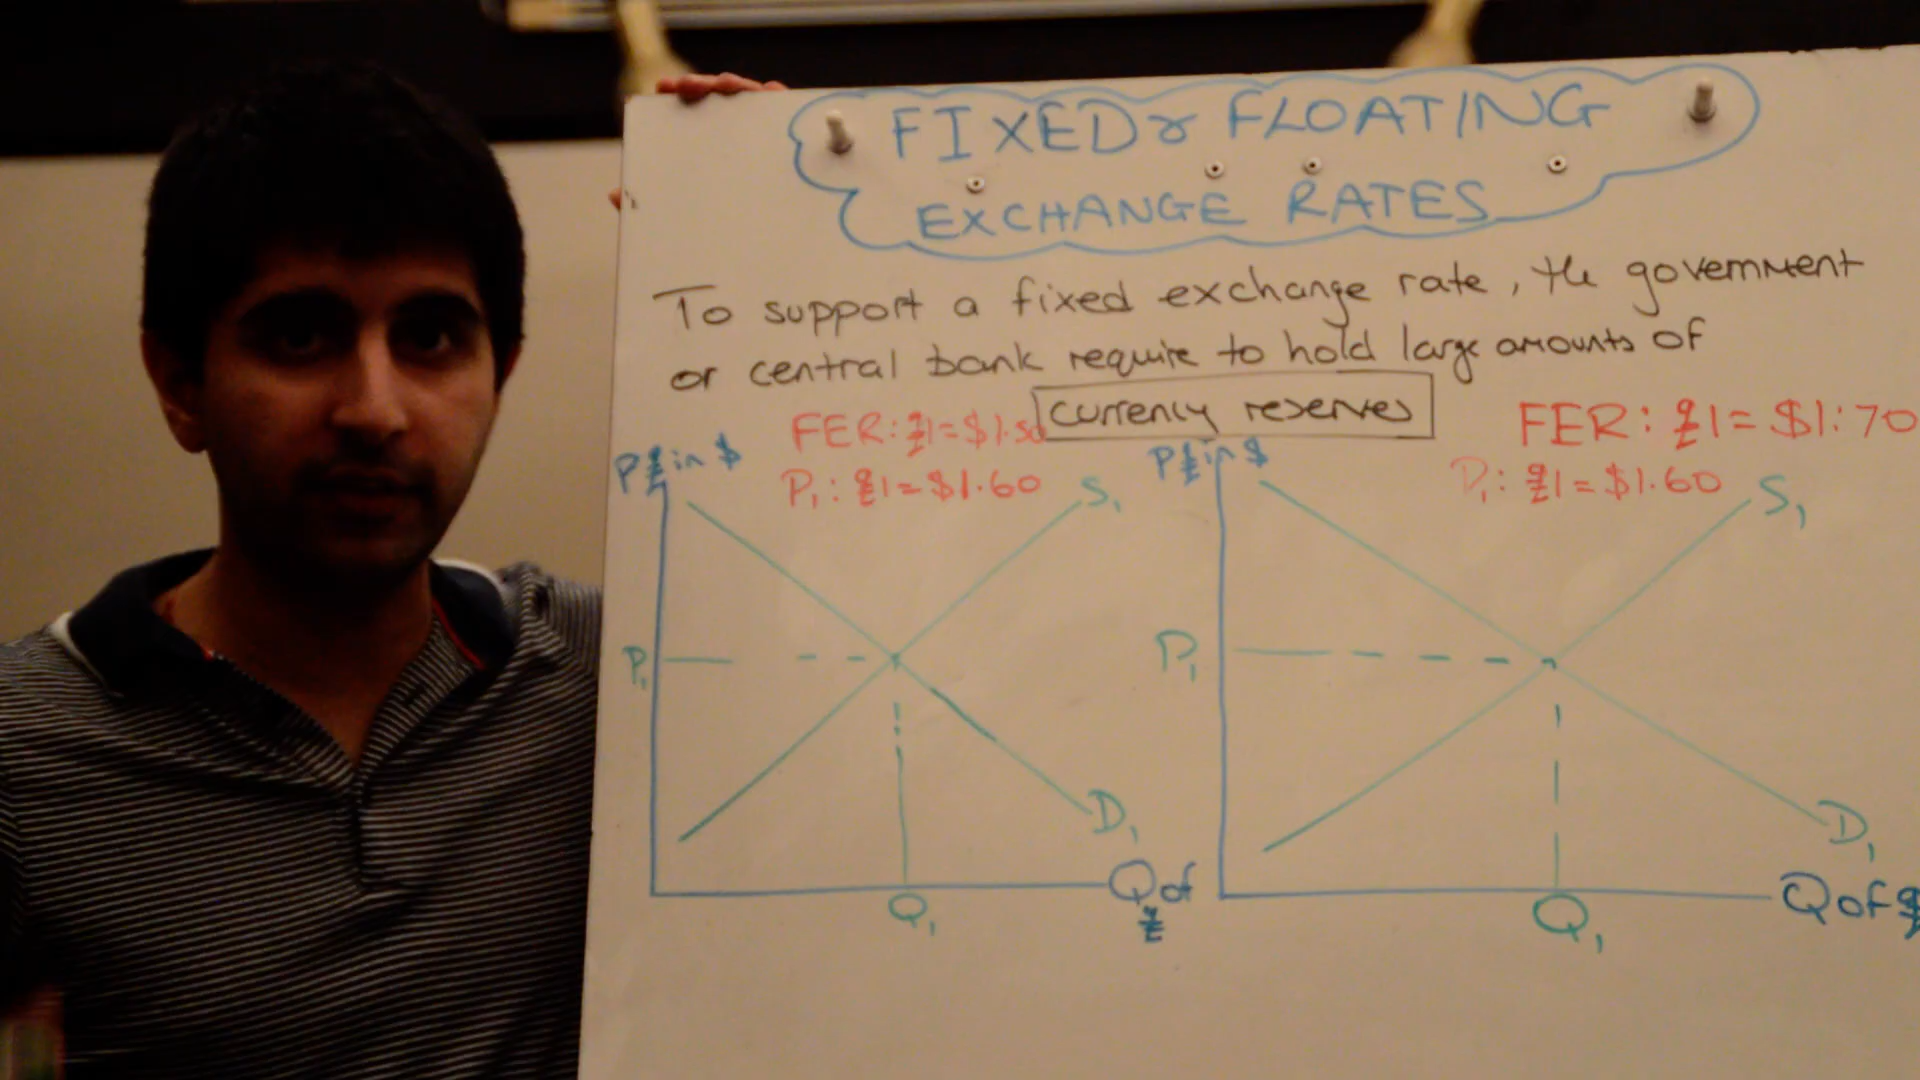 FIXED & FLOATING
EXCHANGE RATES
To support a fixed exchange rate, the government
or central bank require to hold large amounts of
currency reserves
FER: £1 = $1.50
P1: £1 = $1.60
P£ in $
S1
P1
D1
Q1
Q of £
FER: £1 = $1:70
P1: £1 = $1.60
P£ in $
S1
P1
D1
Q1
Q of £